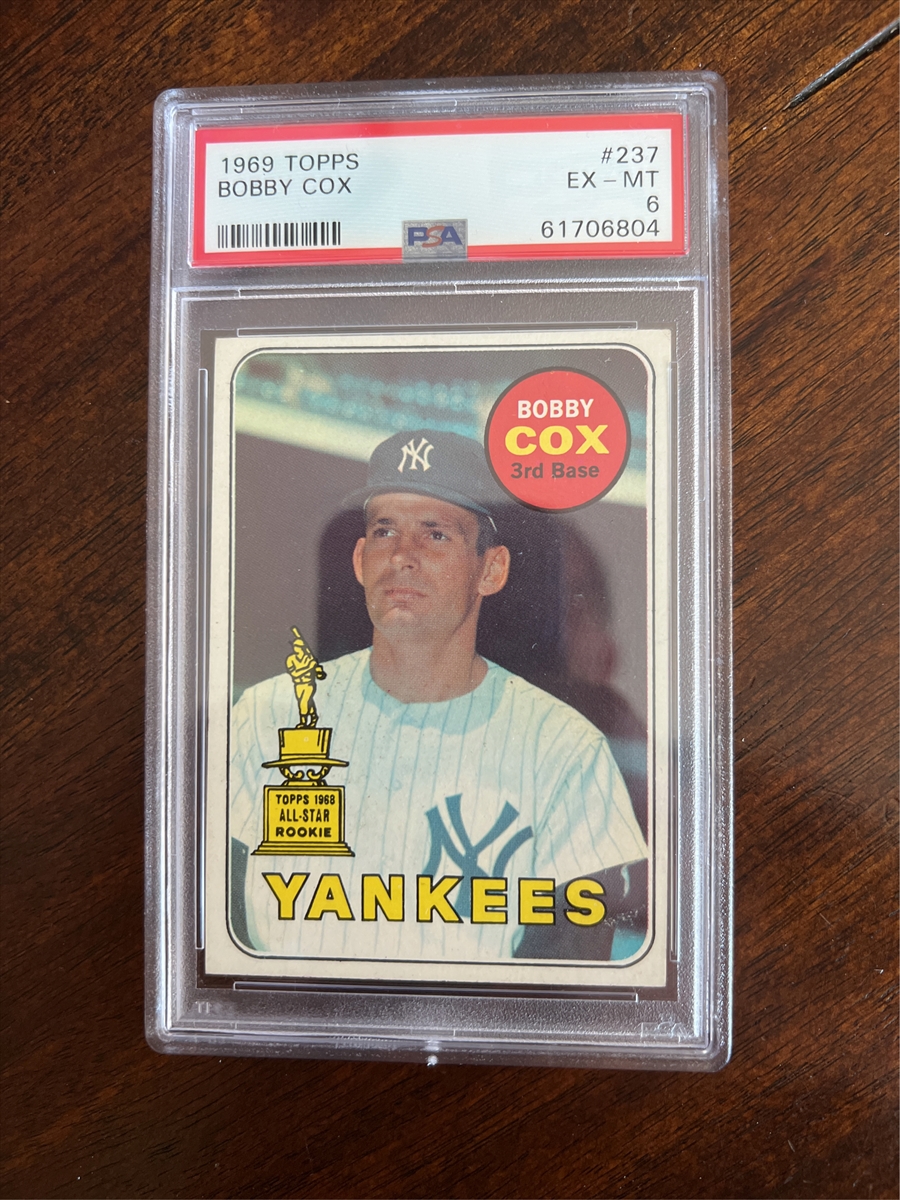 1969 TOPPS #237
BOBBY COX EX - MT
6
61706804
PSA
BOBBY
COX
3rd Base
NY
TOPPS 1968
ALL-STAR
ROOKIE
NY
YANKEES